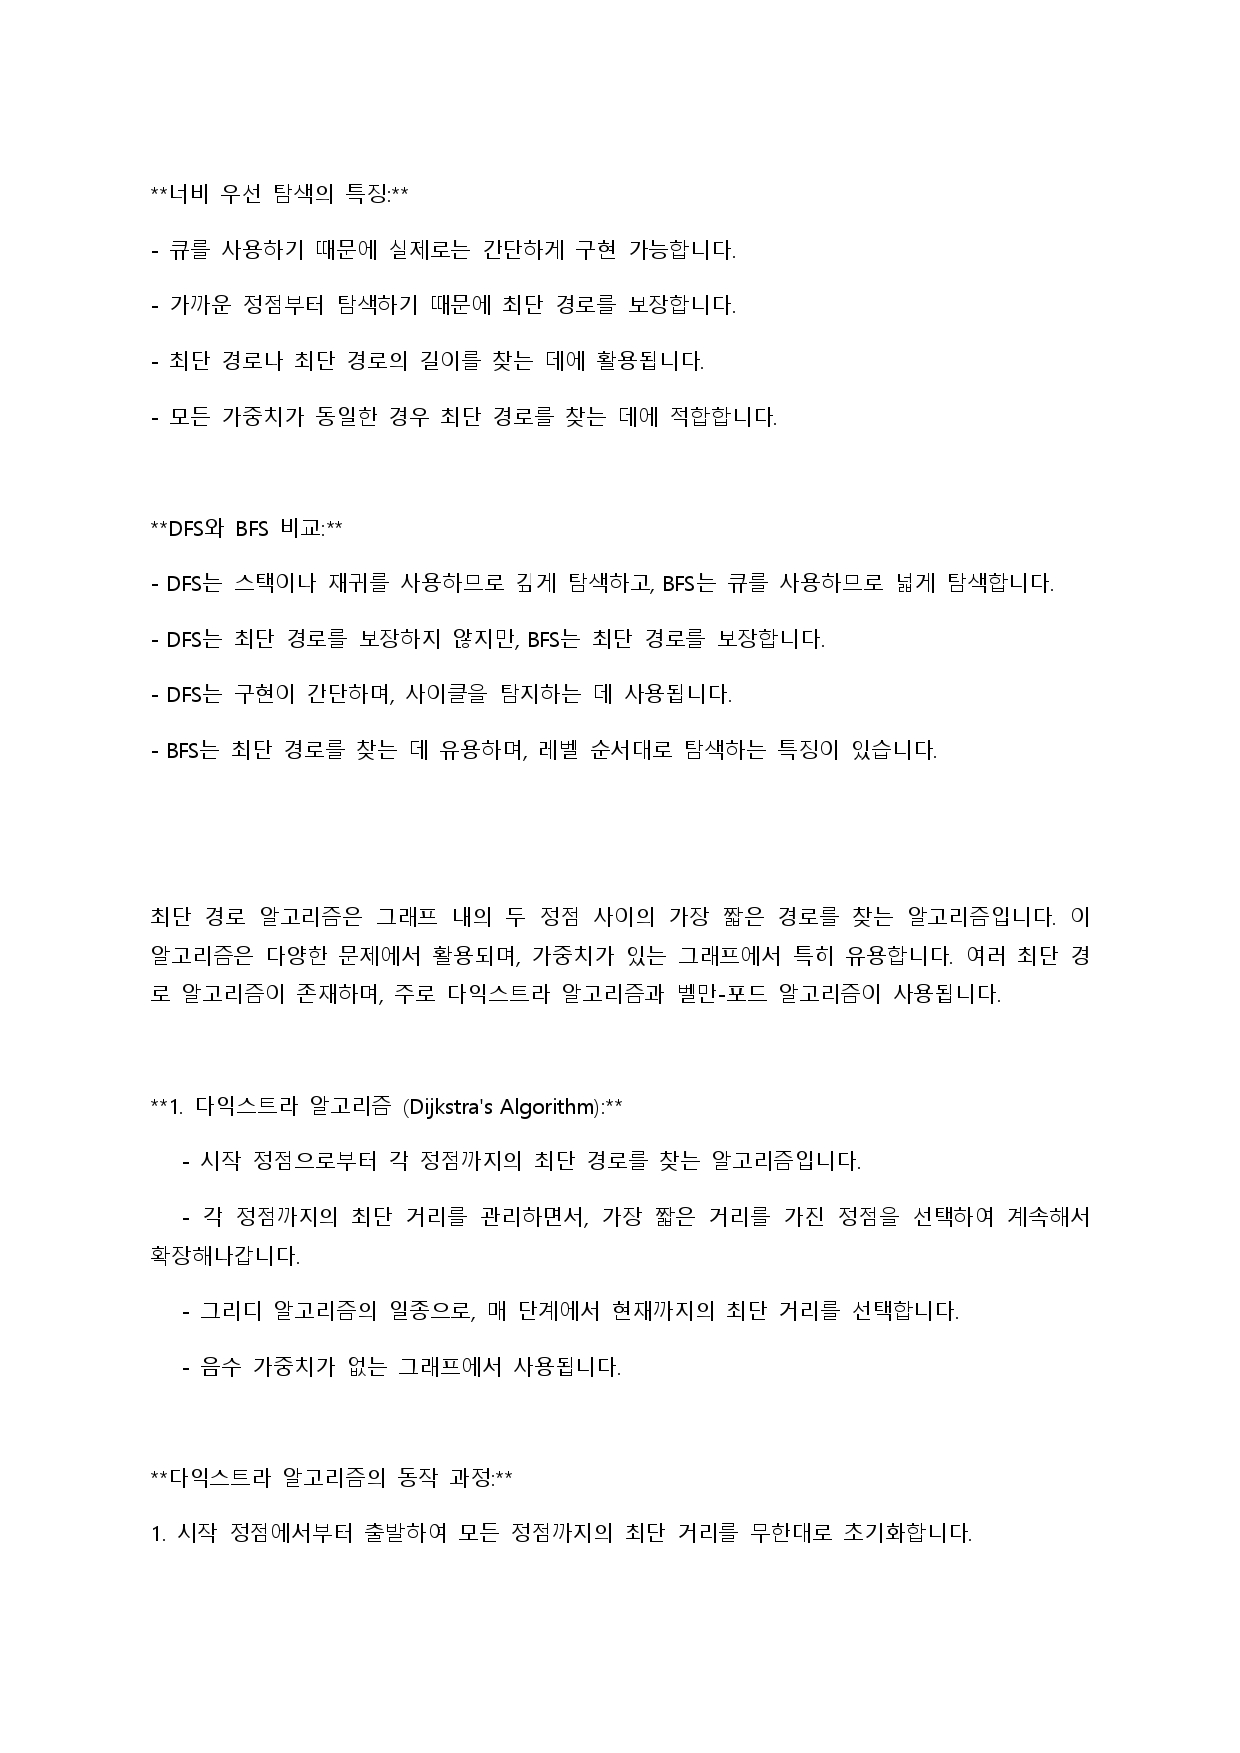 **너비 우선 탐색의 특징:**
- 큐를 사용하기 때문에 실제로는 간단하게 구현 가능합니다.
- 가까운 정점부터 탐색하기 때문에 최단 경로를 보장합니다.
- 최단 경로나 최단 경로의 길이를 찾는 데에 활용됩니다.
- 모든 가중치가 동일한 경우 최단 경로를 찾는 데에 적합합니다.
**DFS와 BFS 비교:**
- DFS는 스택이나 재귀를 사용하므로 깊게 탐색하고, BFS는 큐를 사용하므로 넓게 탐색합니다.
- DFS는 최단 경로를 보장하지 않지만, BFS는 최단 경로를 보장합니다.
- DFS는 구현이 간단하며, 사이클을 탐지하는 데 사용됩니다.
- BFS는 최단 경로를 찾는 데 유용하며, 레벨 순서대로 탐색하는 특징이 있습니다.
최단 경로 알고리즘은 그래프 내의 두 정점 사이의 가장 짧은 경로를 찾는 알고리즘입니다. 이
알고리즘은 다양한 문제에서 활용되며, 가중치가 있는 그래프에서 특히 유용합니다. 여러 최단 경
로 알고리즘이 존재하며, 주로 다익스트라 알고리즘과 벨만-포드 알고리즘이 사용됩니다.
**1. 다익스트라 알고리즘 (Dijkstra's Algorithm):**
- 시작 정점으로부터 각 정점까지의 최단 경로를 찾는 알고리즘입니다.
- 각 정점까지의 최단 거리를 관리하면서, 가장 짧은 거리를 가진 정점을 선택하여 계속해서
확장해나갑니다.
- 그리디 알고리즘의 일종으로, 매 단계에서 현재까지의 최단 거리를 선택합니다.
- 음수 가중치가 없는 그래프에서 사용됩니다.
**다익스트라 알고리즘의 동작 과정:**
1. 시작 정점에서부터 출발하여 모든 정점까지의 최단 거리를 무한대로 초기화합니다.